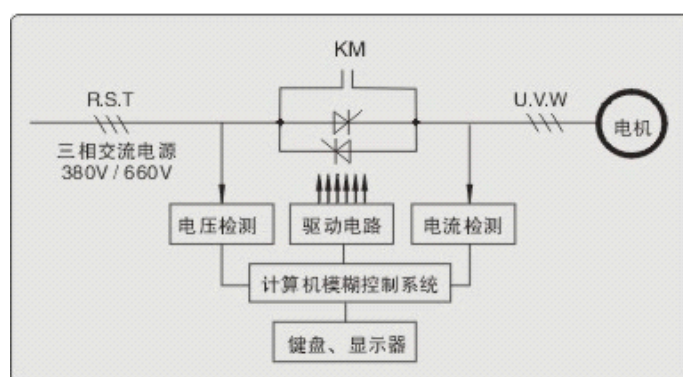 KM
R.S.T
U.V.W
电机
三相交流电源
380V / 660V
电压检测
驱动电路
电流检测
计算机模糊控制系统
键盘、显示器